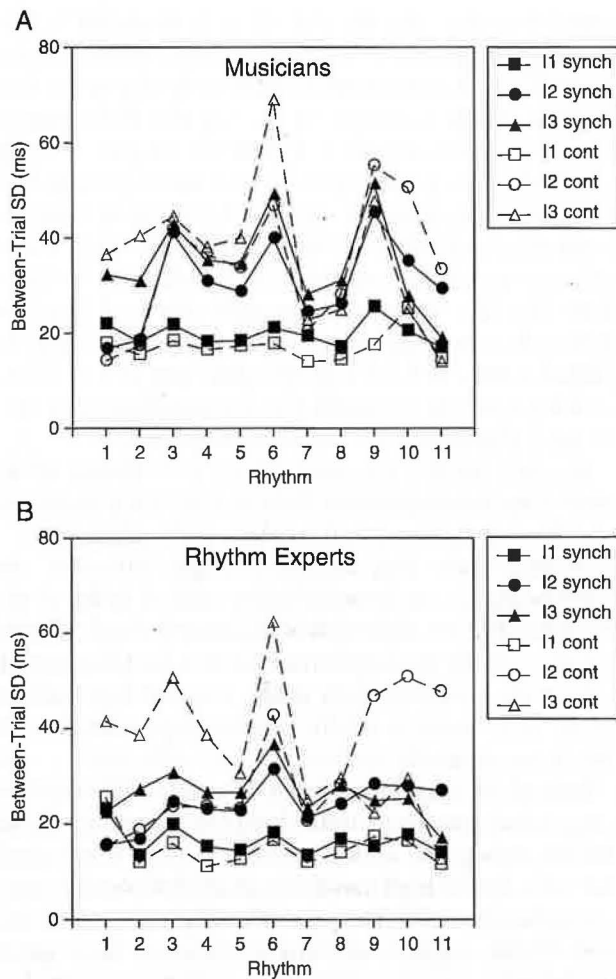 A
Musicians
Between-Trial SD (ms)
80
60
40
20
0
1 2 3 4 5 6 7 8 9 10 11
Rhythm
I1 synch
I2 synch
I3 synch
I1 cont
I2 cont
I3 cont
B
Rhythm Experts
Between-Trial SD (ms)
80
60
40
20
0
1 2 3 4 5 6 7 8 9 10 11
Rhythm
I1 synch
I2 synch
I3 synch
I1 cont
I2 cont
I3 cont